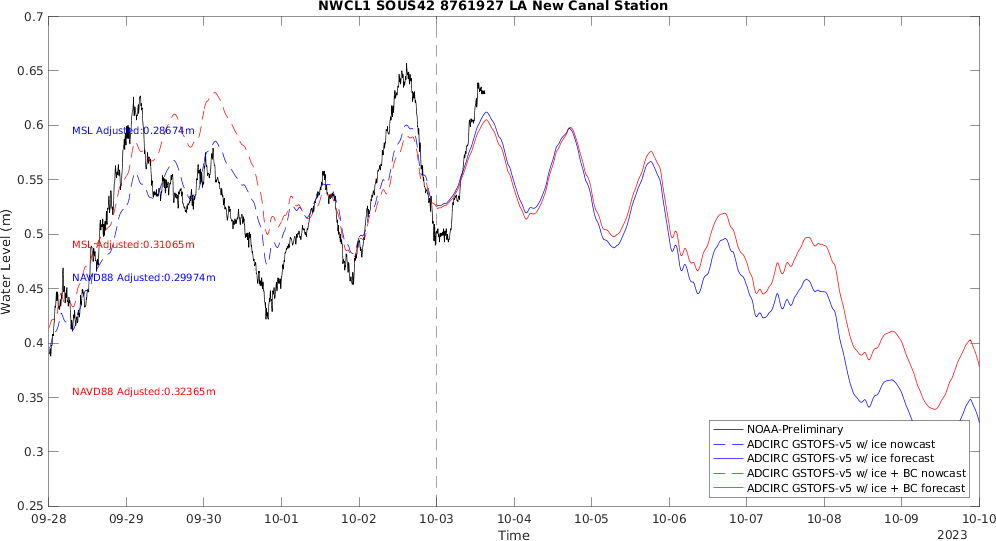 NWCL1 SOUS42 8761927 LA New Canal Station
0.7
0.65
0.6
0.55
0.5
0.45
0.4
0.35
0.3
0.25
Water Level (m)
MSL Adjusted:0.28674m
MSL Adjusted:0.31065m
NAVD88 Adjusted:0.29974m
NAVD88 Adjusted:0.32365m
NOAA-Preliminary
ADCIRC GSTOFS-v5 w/ ice nowcast
ADCIRC GSTOFS-v5 w/ ice forecast
ADCIRC GSTOFS-v5 w/ ice + BC nowcast
ADCIRC GSTOFS-v5 w/ ice + BC forecast
09-28 09-29 09-30 10-01 10-02 10-03 10-04 10-05 10-06 10-07 10-08 10-09 10-10
Time
2023